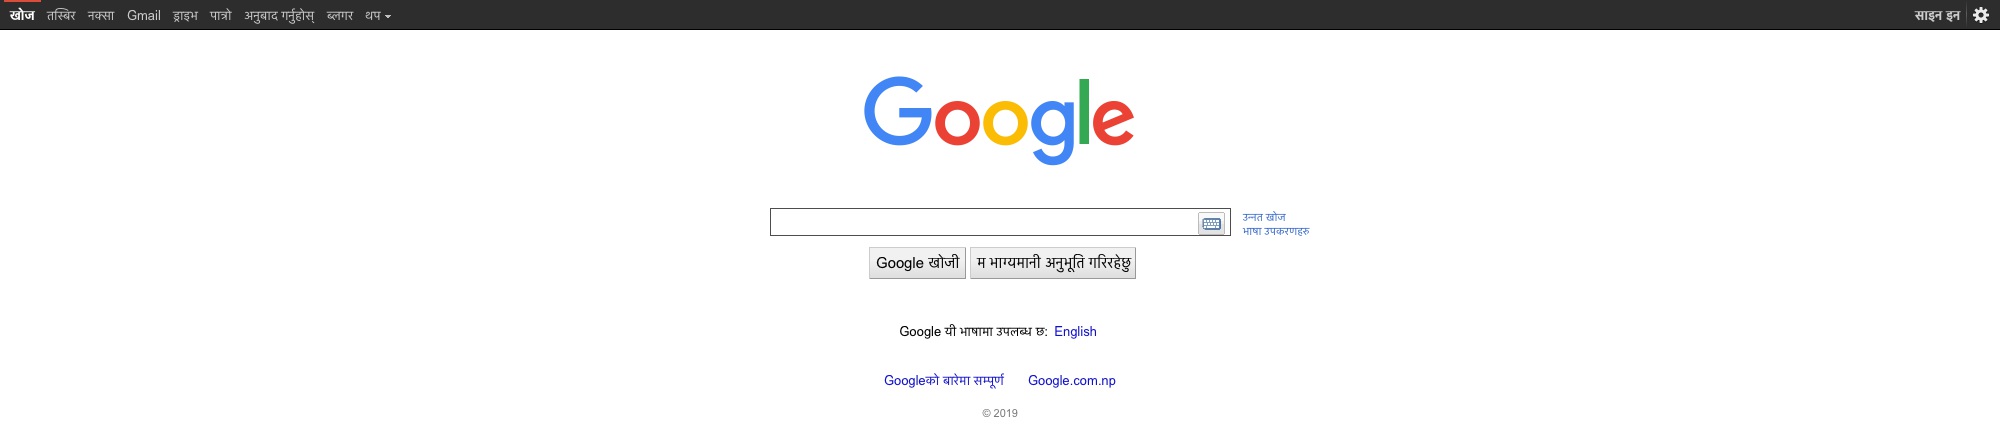 खोज तस्बिर नक्सा Gmail ड्राइभ पात्रो अनुबाद गर्नुहोस् ब्लगर थप साइन इन
Google
उन्नत खोज
भाषा उपकरणहरु
Google खोजी म भाग्यमानी अनुभूति गरिरहेछु
Google यी भाषामा उपलब्ध छ: English
Googleको बारेमा सम्पूर्ण Google.com.np
© 2019